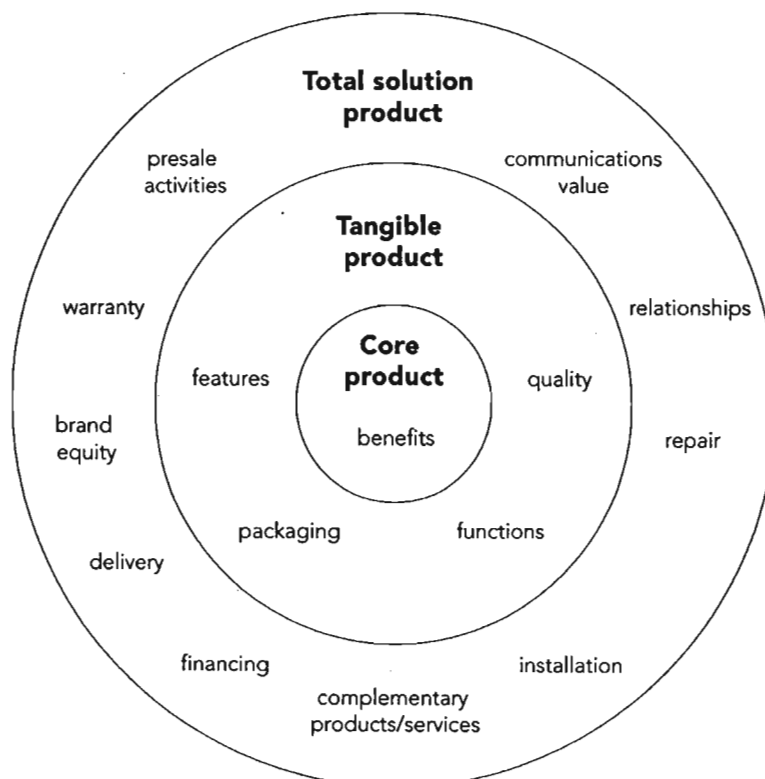 Total solution
product
presale
activities
communications
value
Tangible
product
warranty
relationships
Core
product
features
quality
benefits
brand
equity
repair
packaging
functions
delivery
financing
installation
complementary
products/services